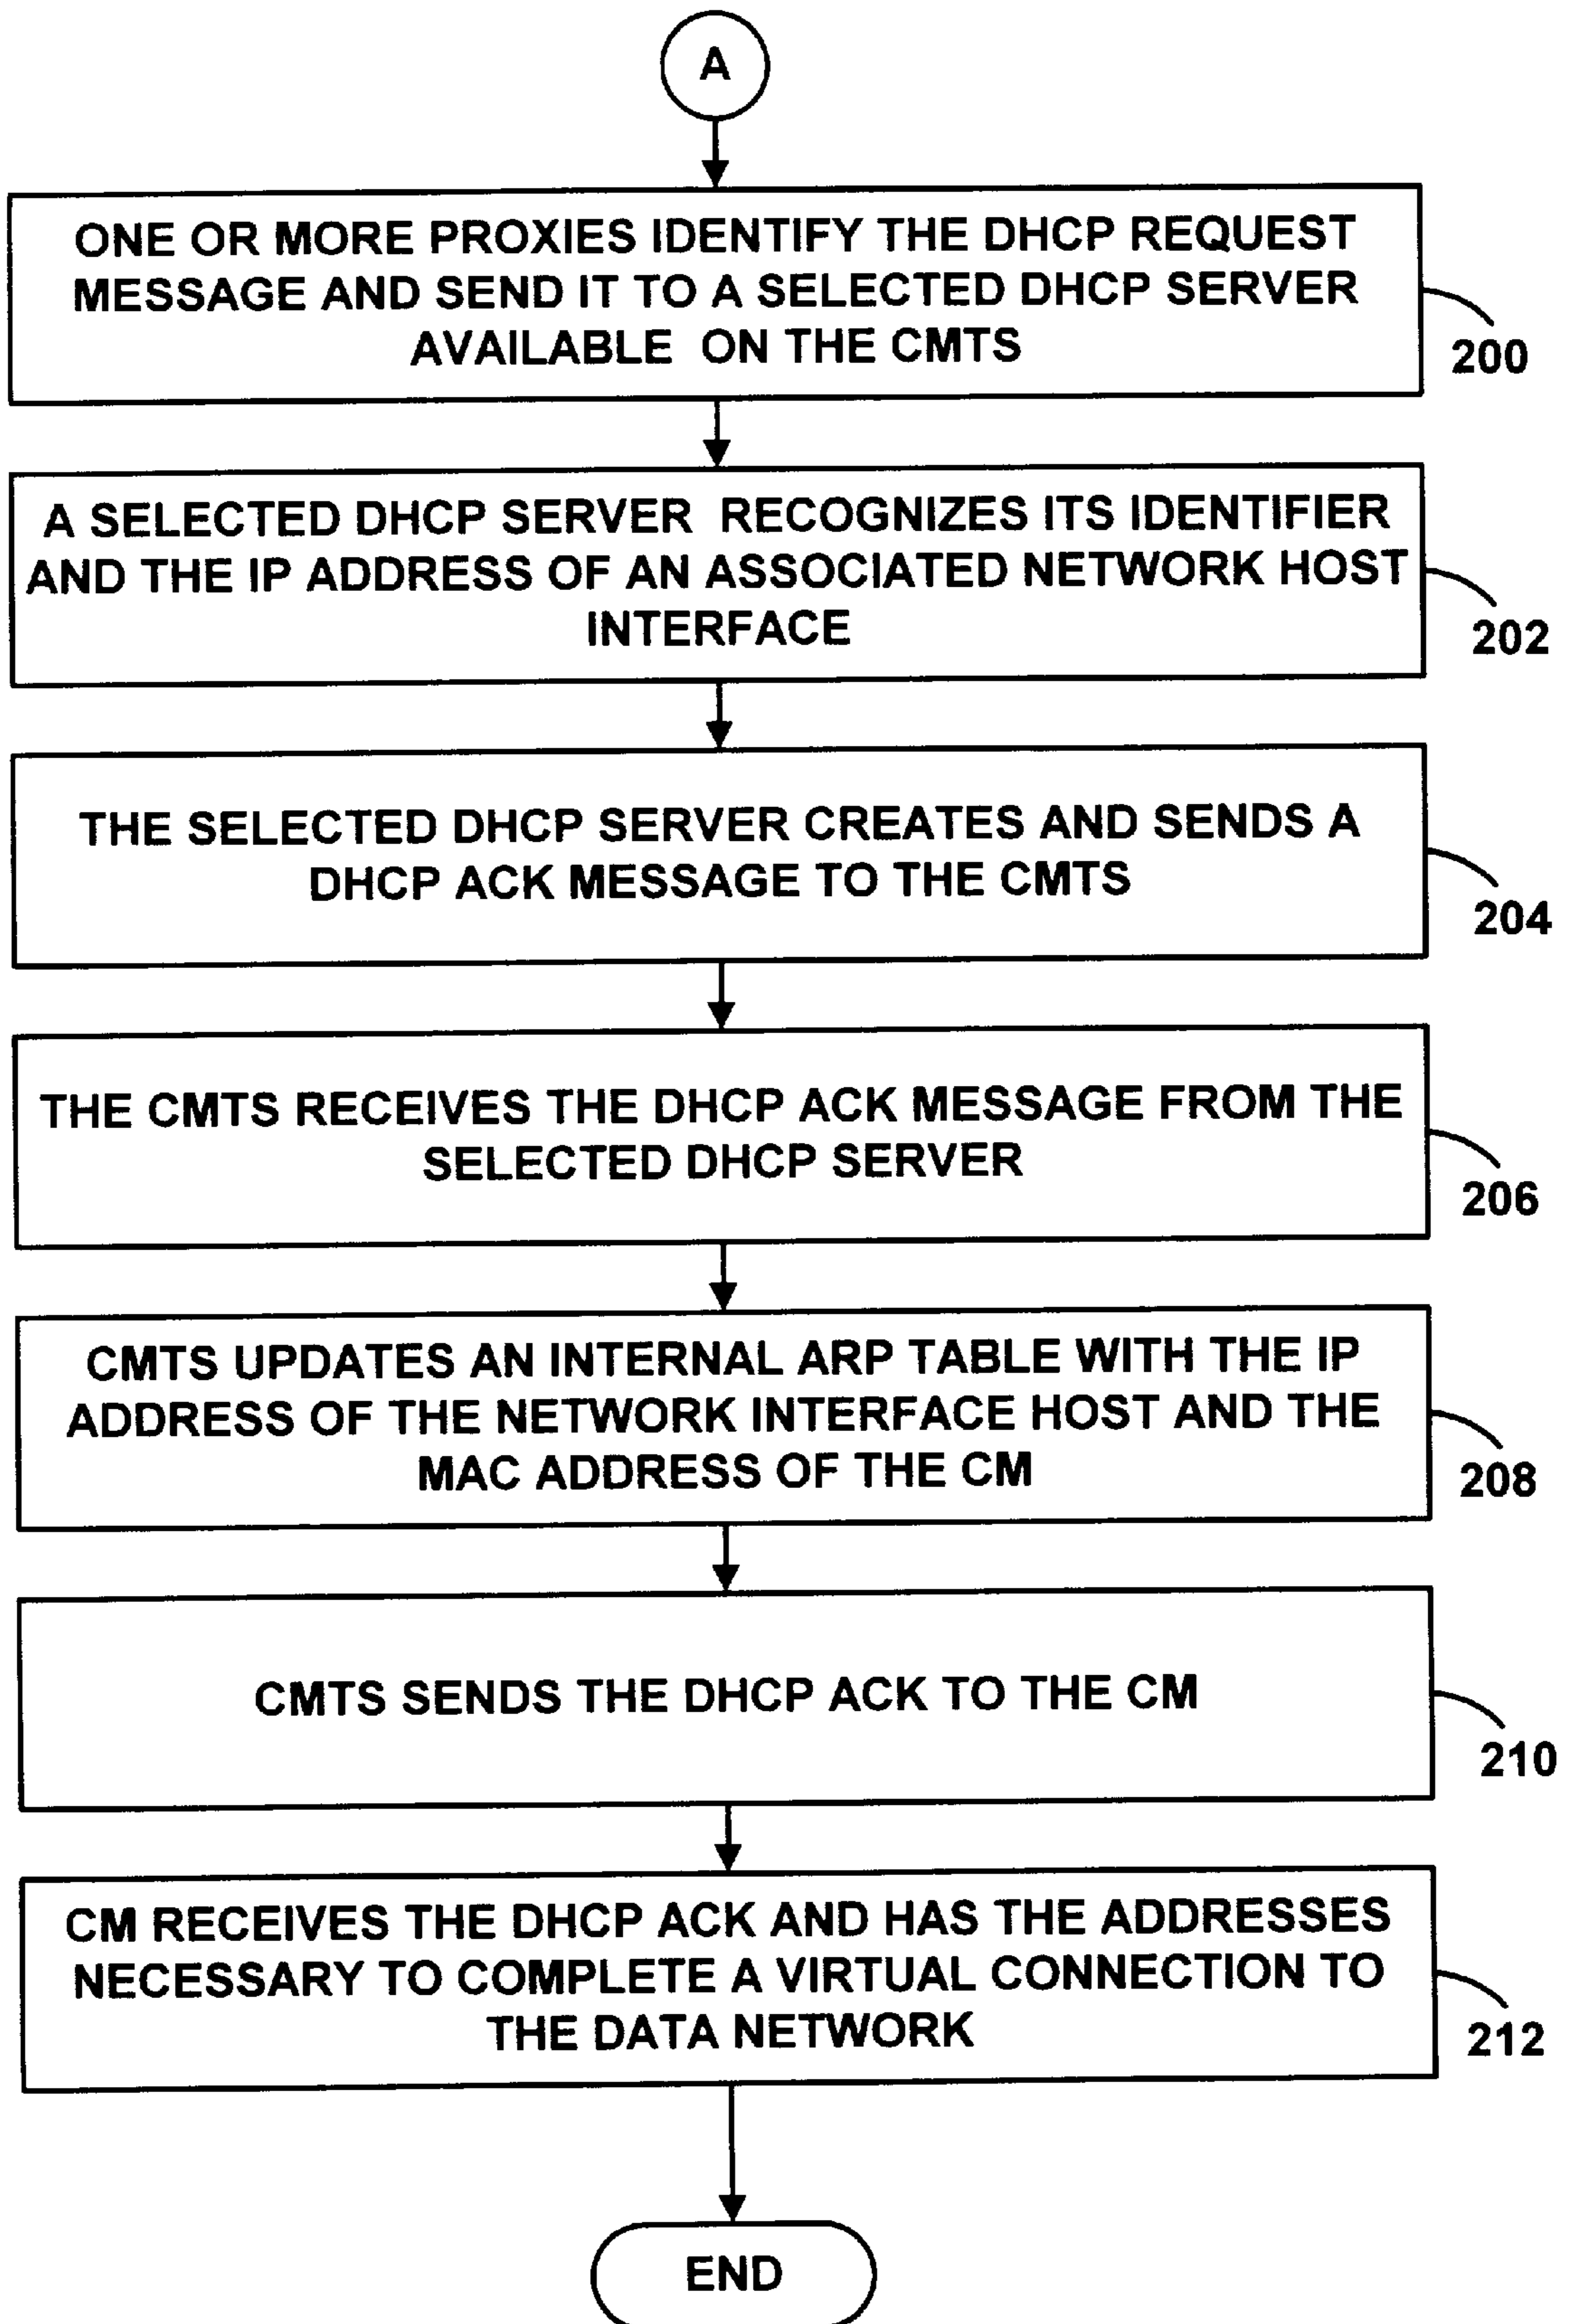 A
ONE OR MORE PROXIES IDENTIFY THE DHCP REQUEST
MESSAGE AND SEND IT TO A SELECTED DHCP SERVER
AVAILABLE ON THE CMTS
200
A SELECTED DHCP SERVER RECOGNIZES ITS IDENTIFIER
AND THE IP ADDRESS OF AN ASSOCIATED NETWORK HOST
INTERFACE
202
THE SELECTED DHCP SERVER CREATES AND SENDS A
DHCP ACK MESSAGE TO THE CMTS
204
THE CMTS RECEIVES THE DHCP ACK MESSAGE FROM THE
SELECTED DHCP SERVER
206
CMTS UPDATES AN INTERNAL ARP TABLE WITH THE IP
ADDRESS OF THE NETWORK INTERFACE HOST AND THE
MAC ADDRESS OF THE CM
208
CMTS SENDS THE DHCP ACK TO THE CM
210
CM RECEIVES THE DHCP ACK AND HAS THE ADDRESSES
NECESSARY TO COMPLETE A VIRTUAL CONNECTION TO
THE DATA NETWORK
212
END